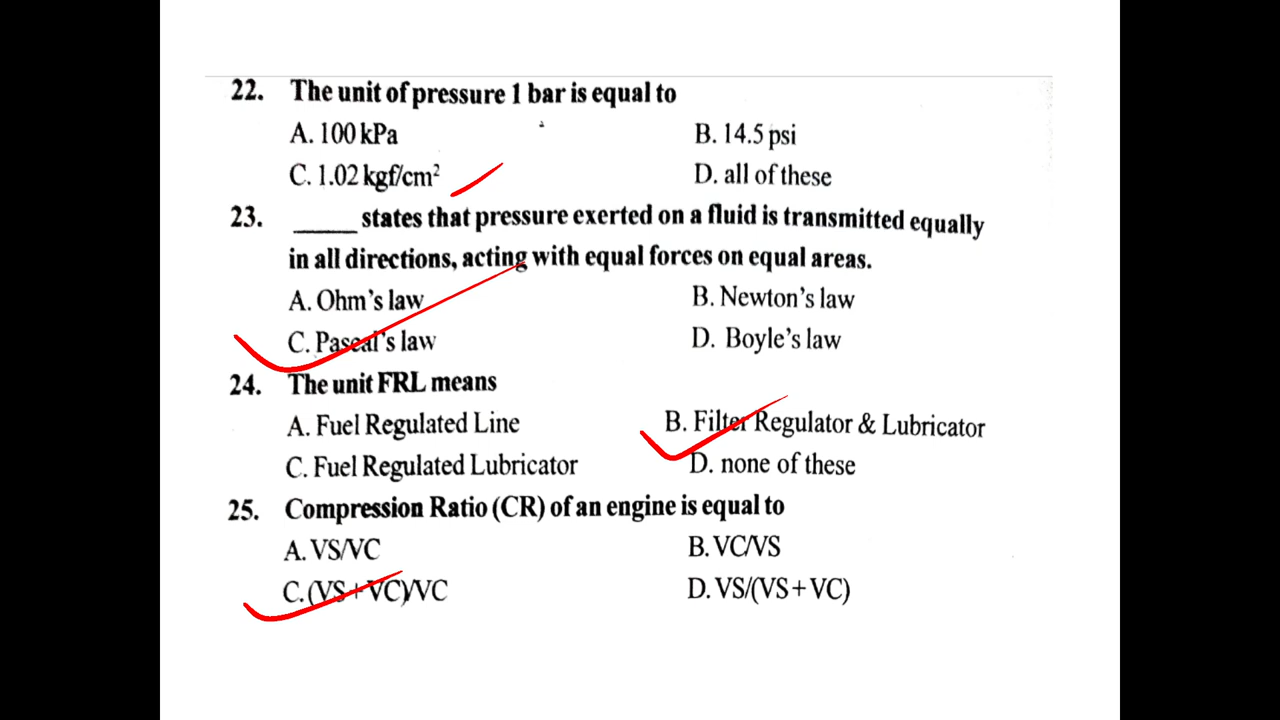 22. The unit of pressure 1 bar is equal to
A. 100 kPa B. 14.5 psi
C. 1.02 kgf/cm² D. all of these
23. _____ states that pressure exerted on a fluid is transmitted equally
in all directions, acting with equal forces on equal areas.
A. Ohm's law B. Newton's law
C. Pascal's law D. Boyle's law
24. The unit FRL means
A. Fuel Regulated Line B. Filter Regulator & Lubricator
C. Fuel Regulated Lubricator D. none of these
25. Compression Ratio (CR) of an engine is equal to
A. VS/VC B. VC/VS
C. (VS + VC)/VC D. VS/(VS + VC)